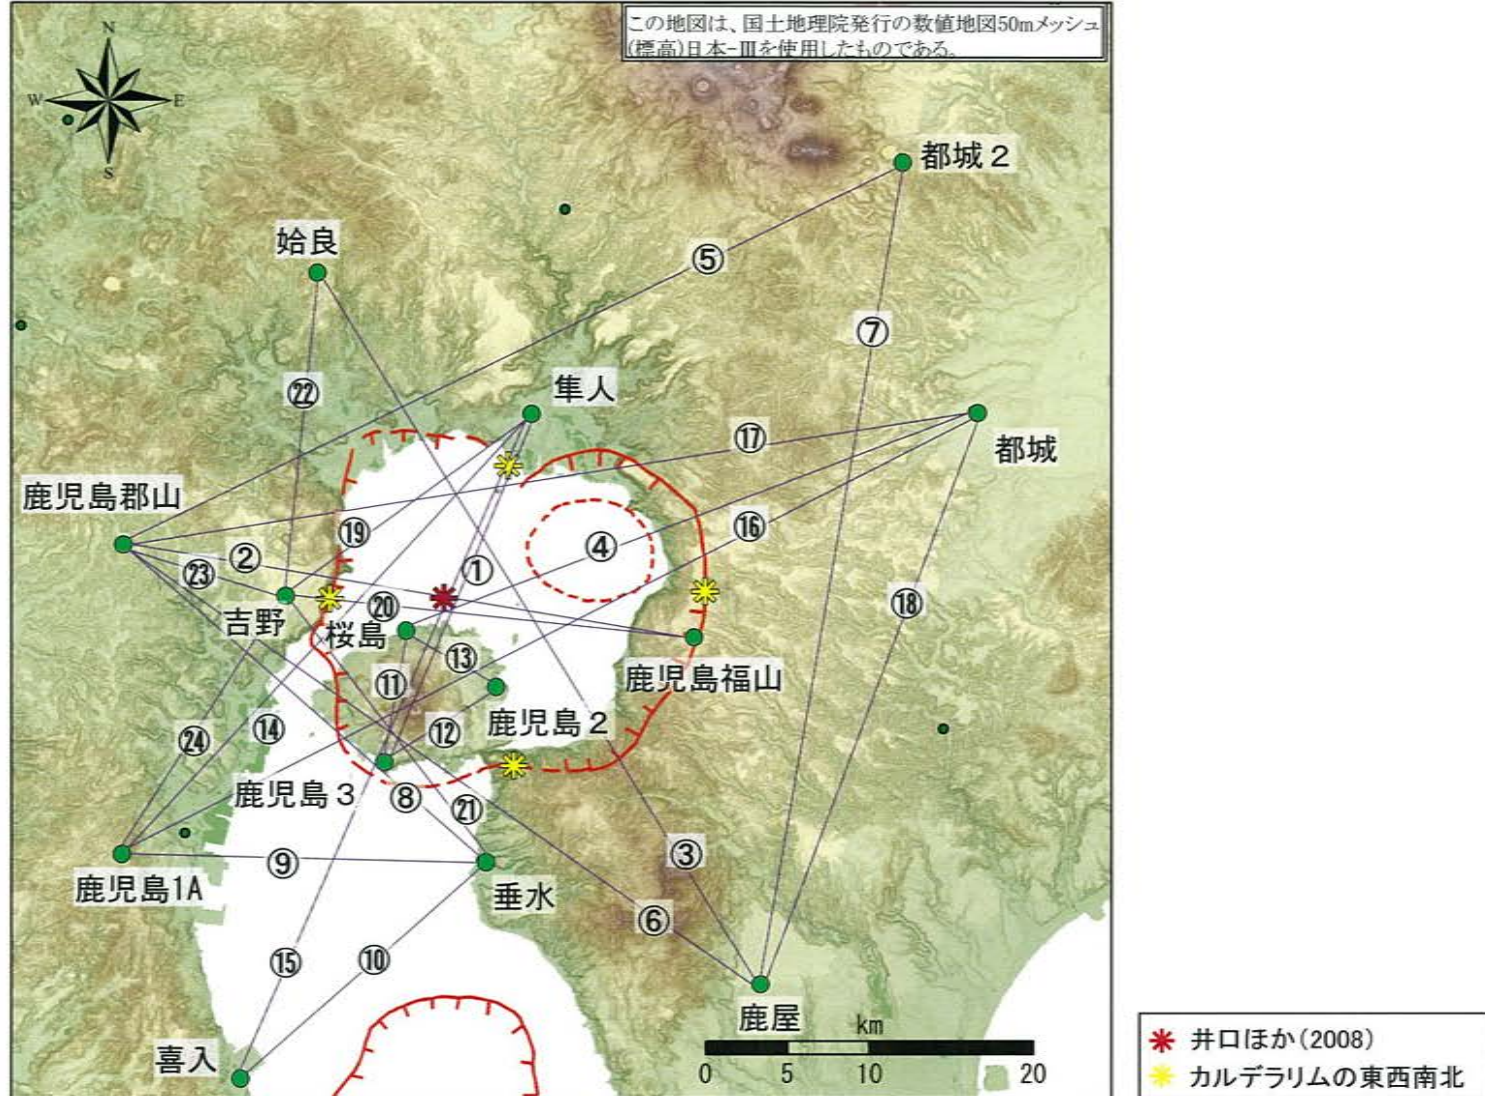 この地図は、国土地理院発行の数値地図50mメッシュ
(標高)日本-Ⅲを使用したものである。
N
W
E
S
都城2
姶良
⑤
⑦
㉒
隼人
⑰
都城
鹿児島郡山
⑲
②
①
④
⑯
㉓
⑳
⑱
吉野
桜島
⑬
⑪
鹿児島福山
鹿児島2
⑫
㉔
⑭
鹿児島3
⑧
㉑
③
⑨
鹿児島1A
垂水
⑥
⑮
⑩
鹿屋
km
喜入
0 5 10 20
井口ほか(2008)
カルデラリムの東西南北